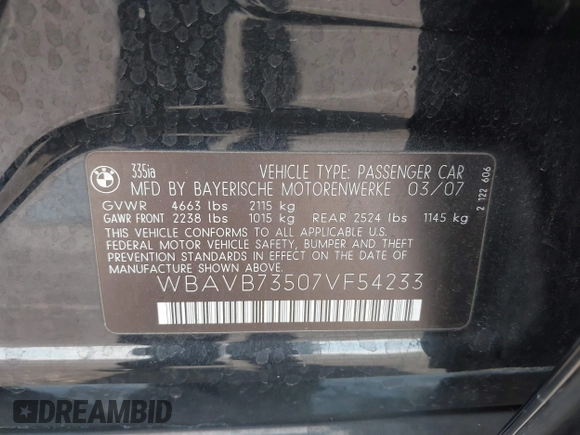 335ia
VEHICLE TYPE: PASSENGER CAR
MFD BY BAYERISCHE MOTORENWERKE 03/07
GVWR 4663 lbs 2115 kg
GAWR FRONT 2238 lbs 1015 kg REAR 2524 lbs 1145 kg
THIS VEHICLE CONFORMS TO ALL APPLICABLE U.S.
FEDERAL MOTOR VEHICLE SAFETY, BUMPER AND THEFT
PREVENTION STANDARDS IN EFFECT ON THE DATE OF
MANUFACTURE SHOWN ABOVE.
WBAVB73507VF54233
2 122 606
BMW
DREAMBID